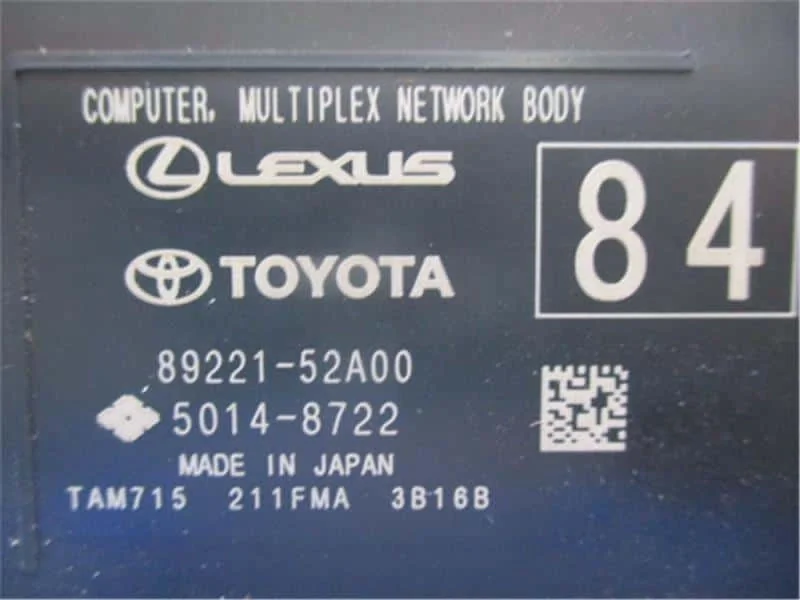 COMPUTER, MULTIPLEX NETWORK BODY
LEXUS
84
TOYOTA
89221-52A00
5014-8722
MADE IN JAPAN
TAM715 211FMA 3B16B